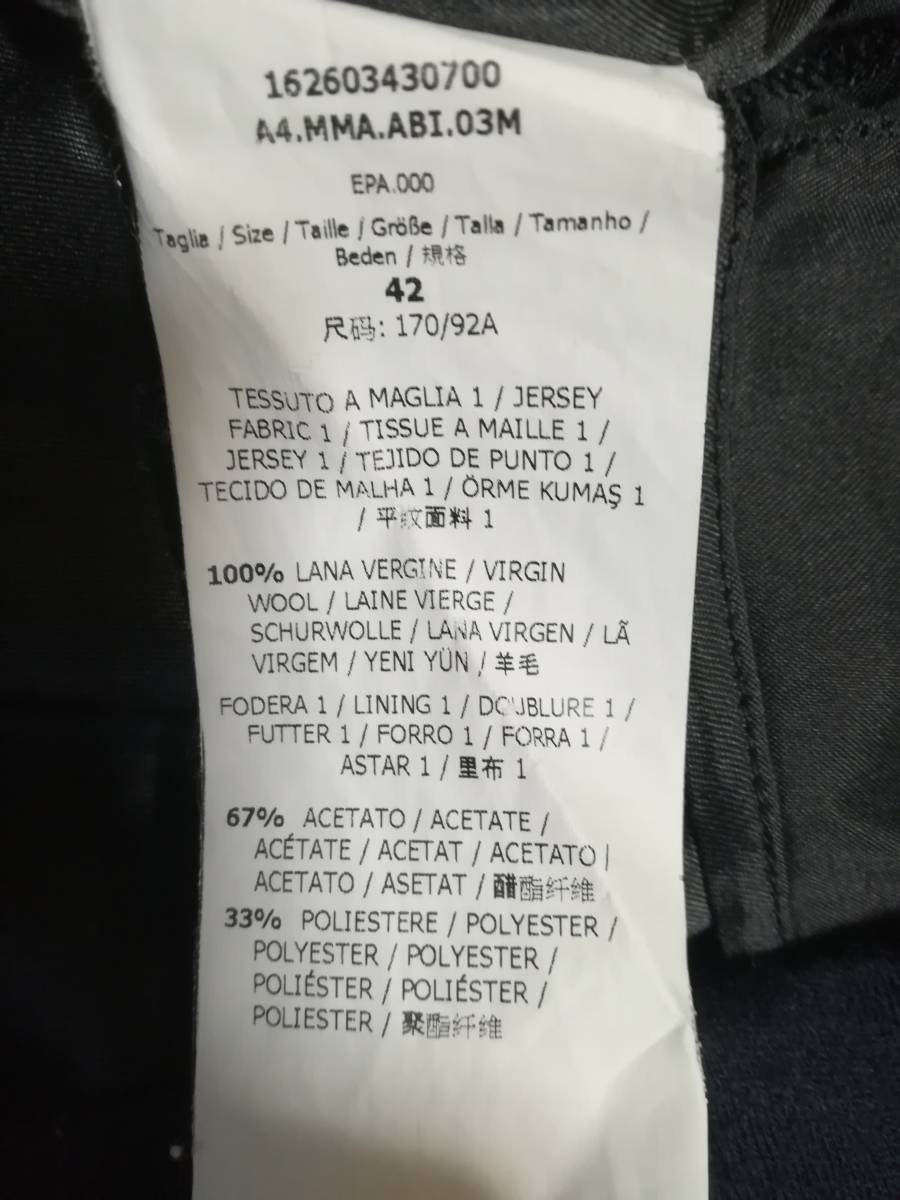 162603430700
A4.MMA.ABI.03M
EPA.000
Taglia / Size / Taille / Größe / Talla / Tamanho /
Beden / 規格
42
尺码: 170/92A
TESSUTO A MAGLIA 1 / JERSEY
FABRIC 1 / TISSUE A MAILLE 1 /
JERSEY 1 / TEJIDO DE PUNTO 1 /
TECIDO DE MALHA 1 / ÖRME KUMAŞ 1
/ 平纹面料 1
100% LANA VERGINE / VIRGIN
WOOL / LAINE VIERGE /
SCHURWOLLE / LANA VIRGEN / LÃ
VIRGEM / YENI YÜN / 羊毛
FODERA 1 / LINING 1 / DOUBLURE 1 /
FUTTER 1 / FORRO 1 / FORRA 1 /
ASTAR 1 / 里布 1
67% ACETATO / ACETATE /
ACÉTATE / ACETAT / ACETATO /
ACETATO / ASETAT / 醋酯纤维
33% POLIESTERE / POLYESTER /
POLYESTER / POLYESTER /
POLIÉSTER / POLIÉSTER /
POLIESTER / 聚酯纤维